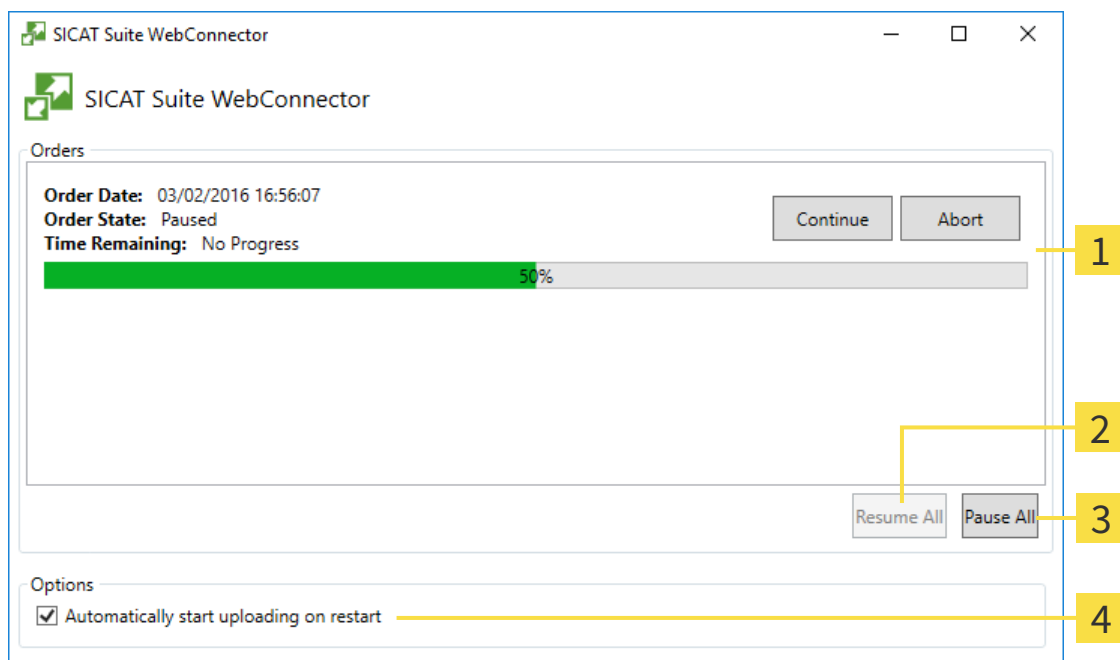 SICAT Suite WebConnector
SICAT Suite WebConnector
Orders
Order Date: 03/02/2016 16:56:07
Order State: Paused
Time Remaining: No Progress
Continue
Abort
1
50%
2
Resume All
Pause All
3
Options
Automatically start uploading on restart
4